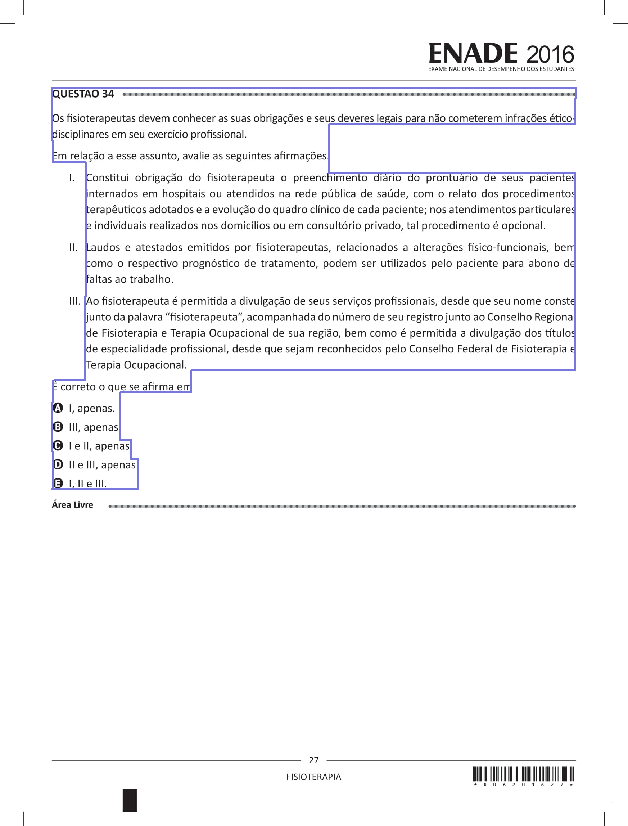 ENADE 2016
EXAME NACIONAL DE DESEMPENHO DOS ESTUDANTES
QUESTÃO 34
Os fisioterapeutas devem conhecer as suas obrigações e seus deveres legais para não cometerem infrações ético-
disciplinares em seu exercício profissional.
Em relação a esse assunto, avalie as seguintes afirmações.
I. Constitui obrigação do fisioterapeuta o preenchimento diário do prontuário de seus pacientes
internados em hospitais ou atendidos na rede pública de saúde, com o relato dos procedimentos
terapêuticos adotados e a evolução do quadro clínico de cada paciente; nos atendimentos particulares
e individuais realizados nos domicílios ou em consultório privado, tal procedimento é opcional.
II. Laudos e atestados emitidos por fisioterapeutas, relacionados a alterações físico-funcionais, bem
como o respectivo prognóstico de tratamento, podem ser utilizados pelo paciente para abono de
faltas ao trabalho.
III. Ao fisioterapeuta é permitida a divulgação de seus serviços profissionais, desde que seu nome conste
junto da palavra “fisioterapeuta”, acompanhada do número de seu registro junto ao Conselho Regional
de Fisioterapia e Terapia Ocupacional de sua região, bem como é permitida a divulgação dos títulos
de especialidade profissional, desde que sejam reconhecidos pelo Conselho Federal de Fisioterapia e
Terapia Ocupacional.
É correto o que se afirma em
A I, apenas.
B III, apenas.
C I e II, apenas.
D II e III, apenas.
E I, II e III.
Área Livre
27
FISIOTERAPIA